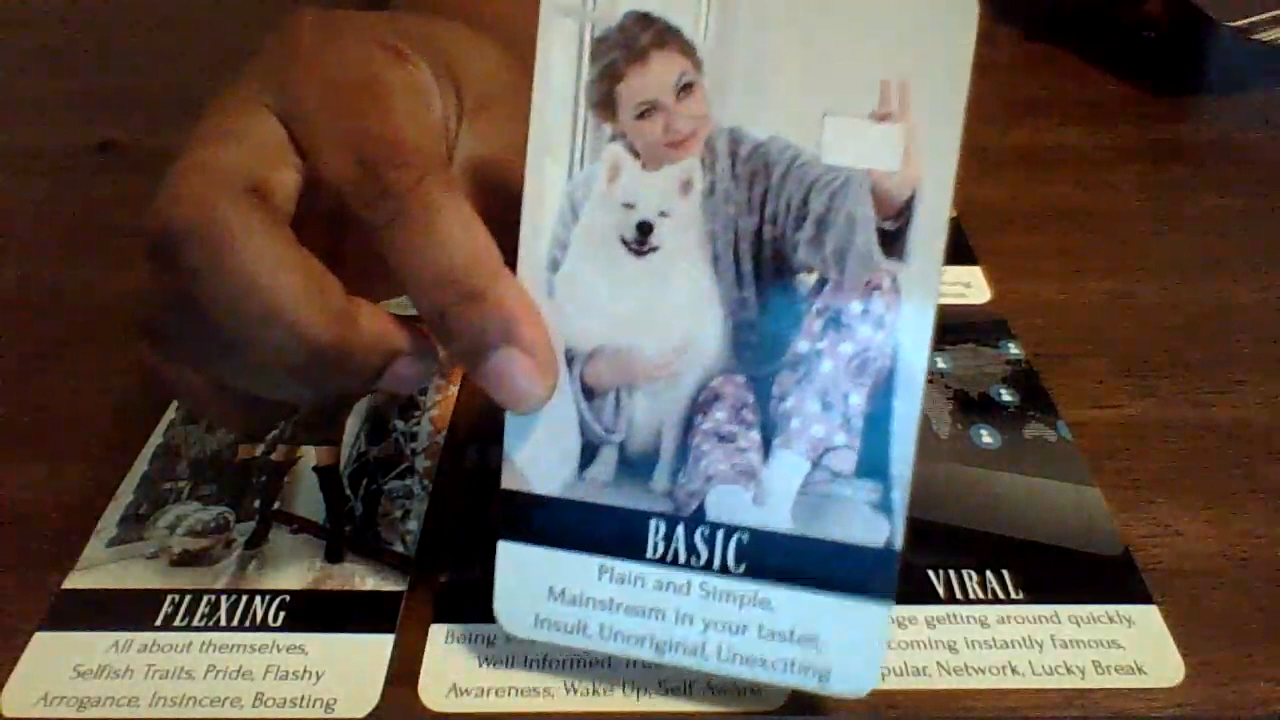 BASIC
Plain and Simple,
Mainstream in your tastes,
Insult, Unoriginal, Unexciting
FLEXING
All about themselves,
Selfish Traits, Pride, Flashy
Arrogance, Insincere, Boasting
Being
Well Informed,
Awareness, Wake Up, Self Aware
VIRAL
getting around quickly,
coming instantly famous,
pular, Network, Lucky Break